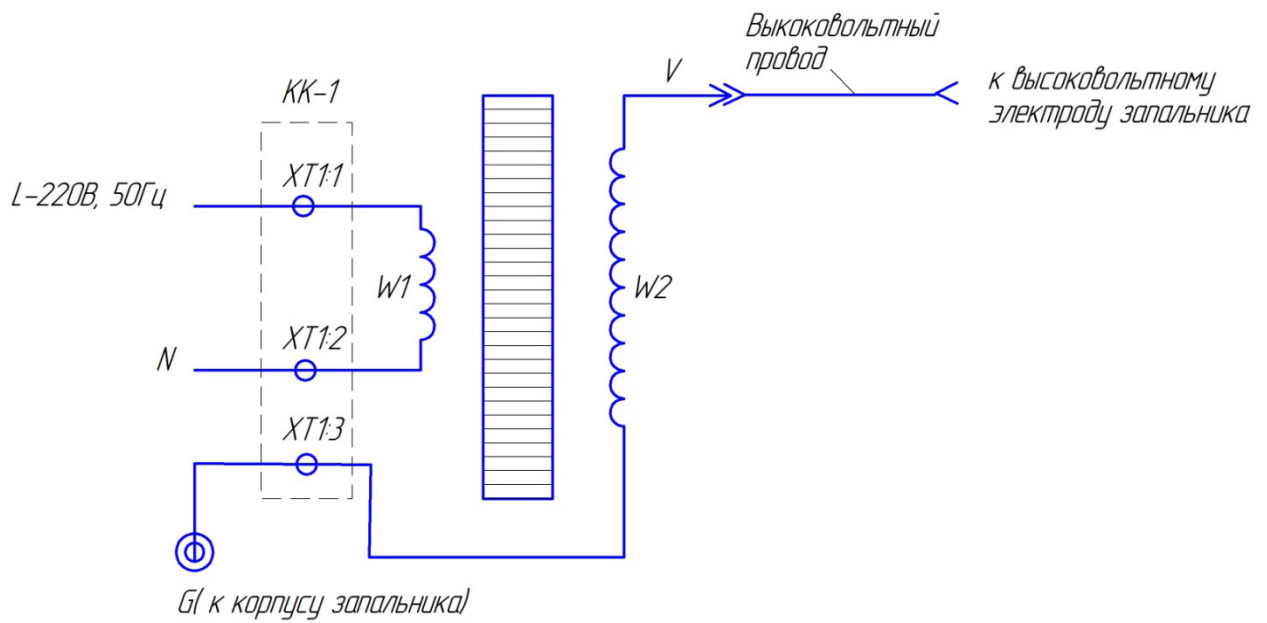 Выкоковольтный
провод
V
к высоковольтному
электроду запальника
КК-1
XT1:1
L-220В, 50Гц
W1
W2
XT1:2
N
XT1:3
G( к корпусу запальника)